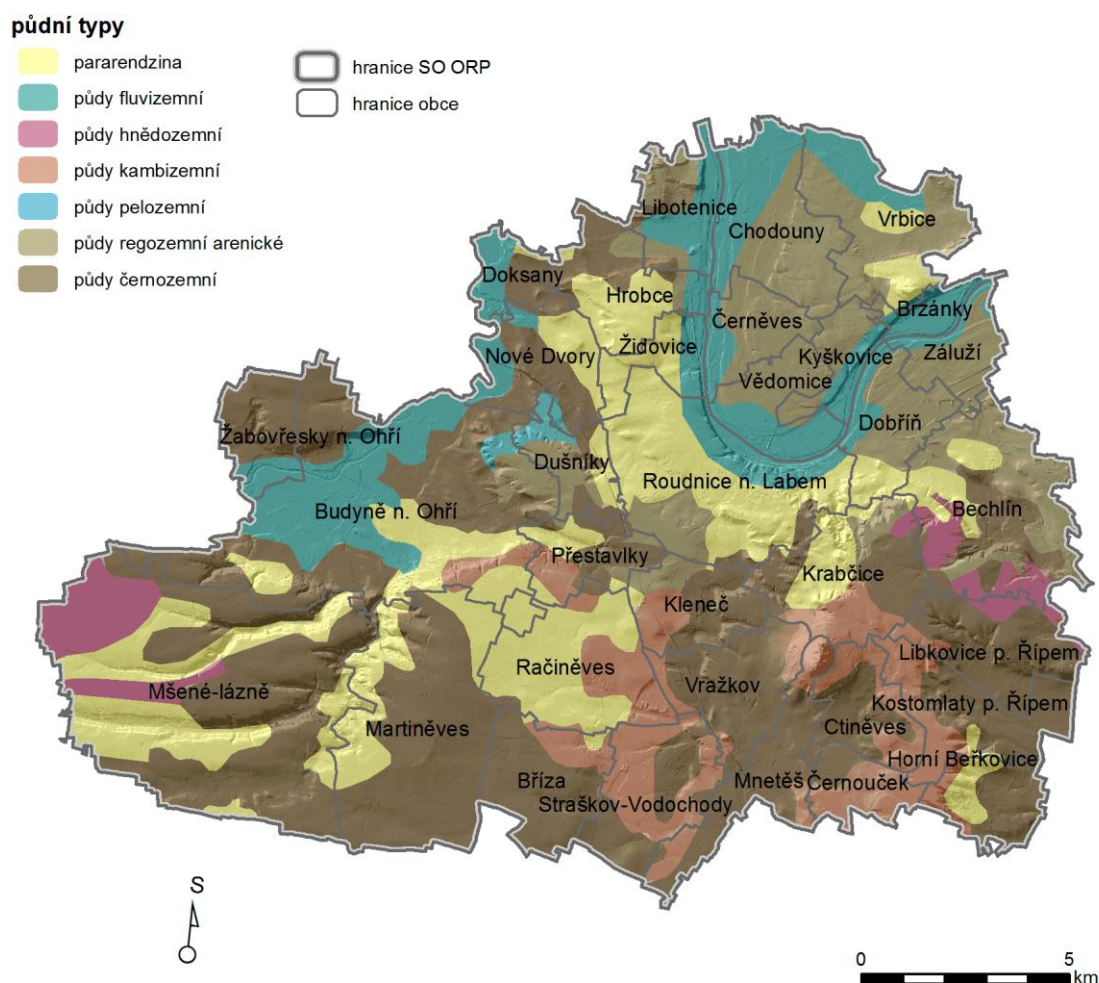 půdní typy
pararendzina
půdy fluvizemní
půdy hnědozemní
půdy kambizemní
půdy pelozemní
půdy regozemní arenické
půdy černozemní
hranice SO ORP
hranice obce
Libotenice
Vrbice
Chodouny
Doksany
Hrobce
Brzánky
Černěves
Židovice
Nové Dvory
Kyškovice
Záluží
Vědomice
Dobříň
Žabovřesky n. Ohří
Dušníky
Roudnice n. Labem
Budyně n. Ohří
Bechlín
Přestavlky
Krabčice
Kleneč
Račiněves
Libkovice p. Řípem
Vražkov
Mšené-lázně
Kostomlaty p. Řípem
Martiněves
Ctiněves
Horní Beřkovice
Bříza
Mnetěš
Černouček
Straškov-Vodochody
S
0 5
km